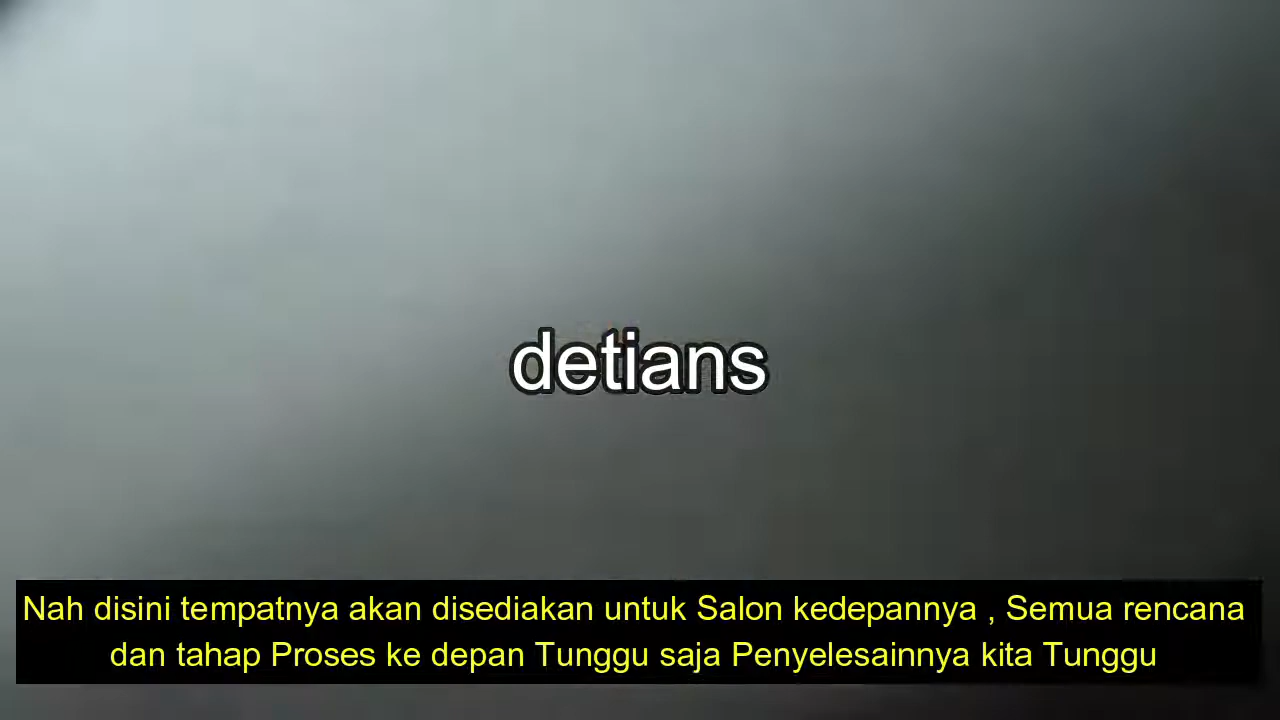 detians
Nah disini tempatnya akan disediakan untuk Salon kedepannya , Semua rencana
dan tahap Proses ke depan Tunggu saja Penyelesainnya kita Tunggu